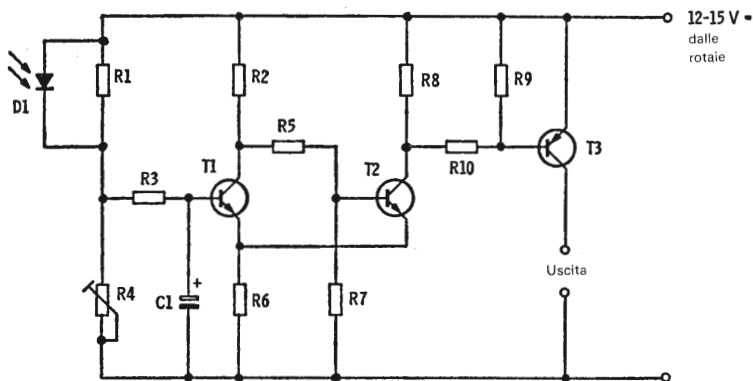 12-15 V =
dalle
rotaie
R1
R2
R8
R9
D1
R5
T1
T2
T3
R3
R10
R4
C1
+
R6
R7
Uscita